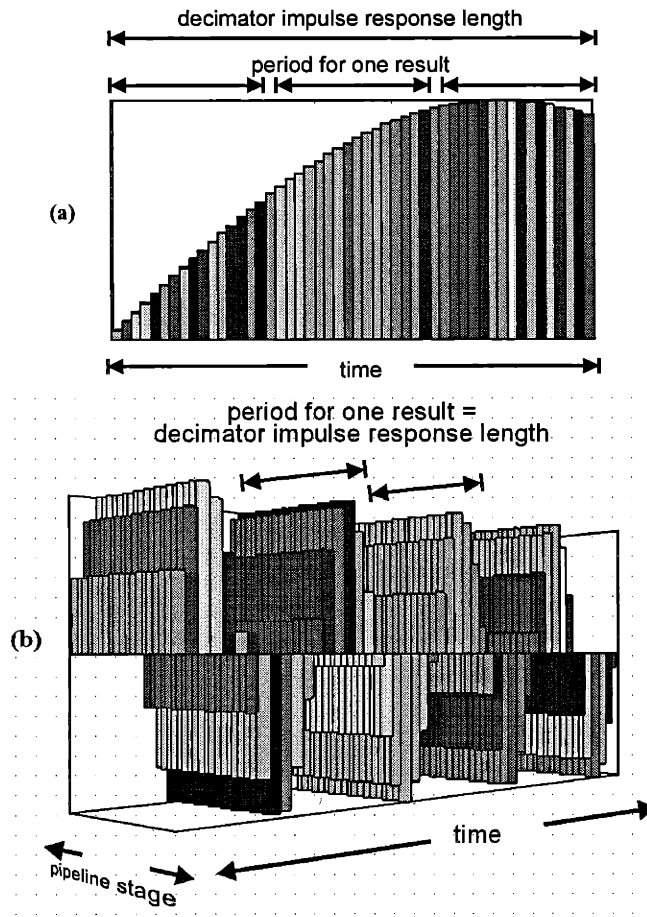 decimator impulse response length
period for one result
(a)
time
period for one result =
decimator impulse response length
(b)
time
pipeline stage